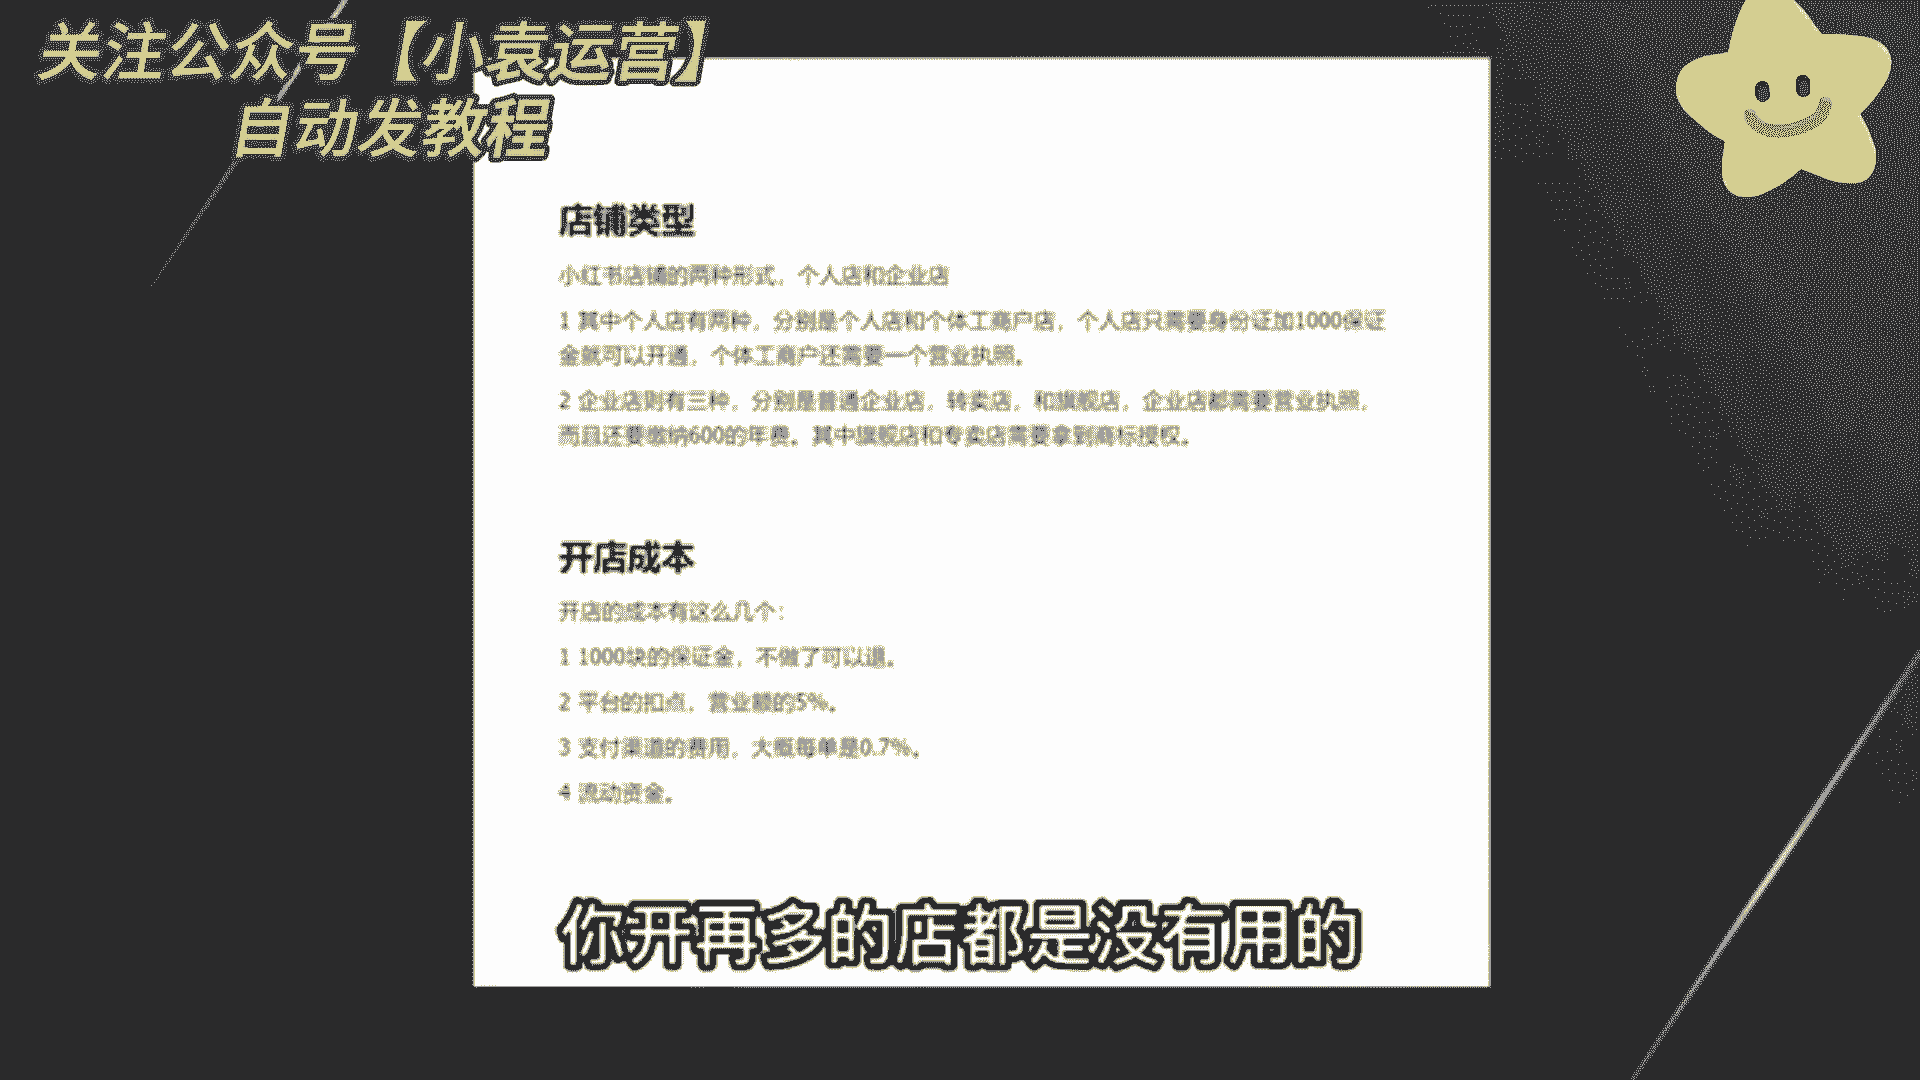 关注公众号【小袁运营】
自动发教程
店铺类型
小红书店铺的两种形式，个人店和企业店
1 其中个人店有两种，分别是个人店和个体工商户店，个人店只需要身份证加1000保证
金就可以开通，个体工商户还需要一个营业执照。
2 企业店则有三种，分别是普通企业店，转卖店，和旗舰店，企业店都需要营业执照，
而且还要缴纳600的年费。其中旗舰店和专卖店需要拿到商标授权。
开店成本
开店的成本有这么几个：
1 1000块的保证金，不做了可以退。
2 平台的扣点，营业额的5%。
3 支付渠道的费用，大概每单是0.7%。
4 流动资金。
你开再多的店都是没有用的